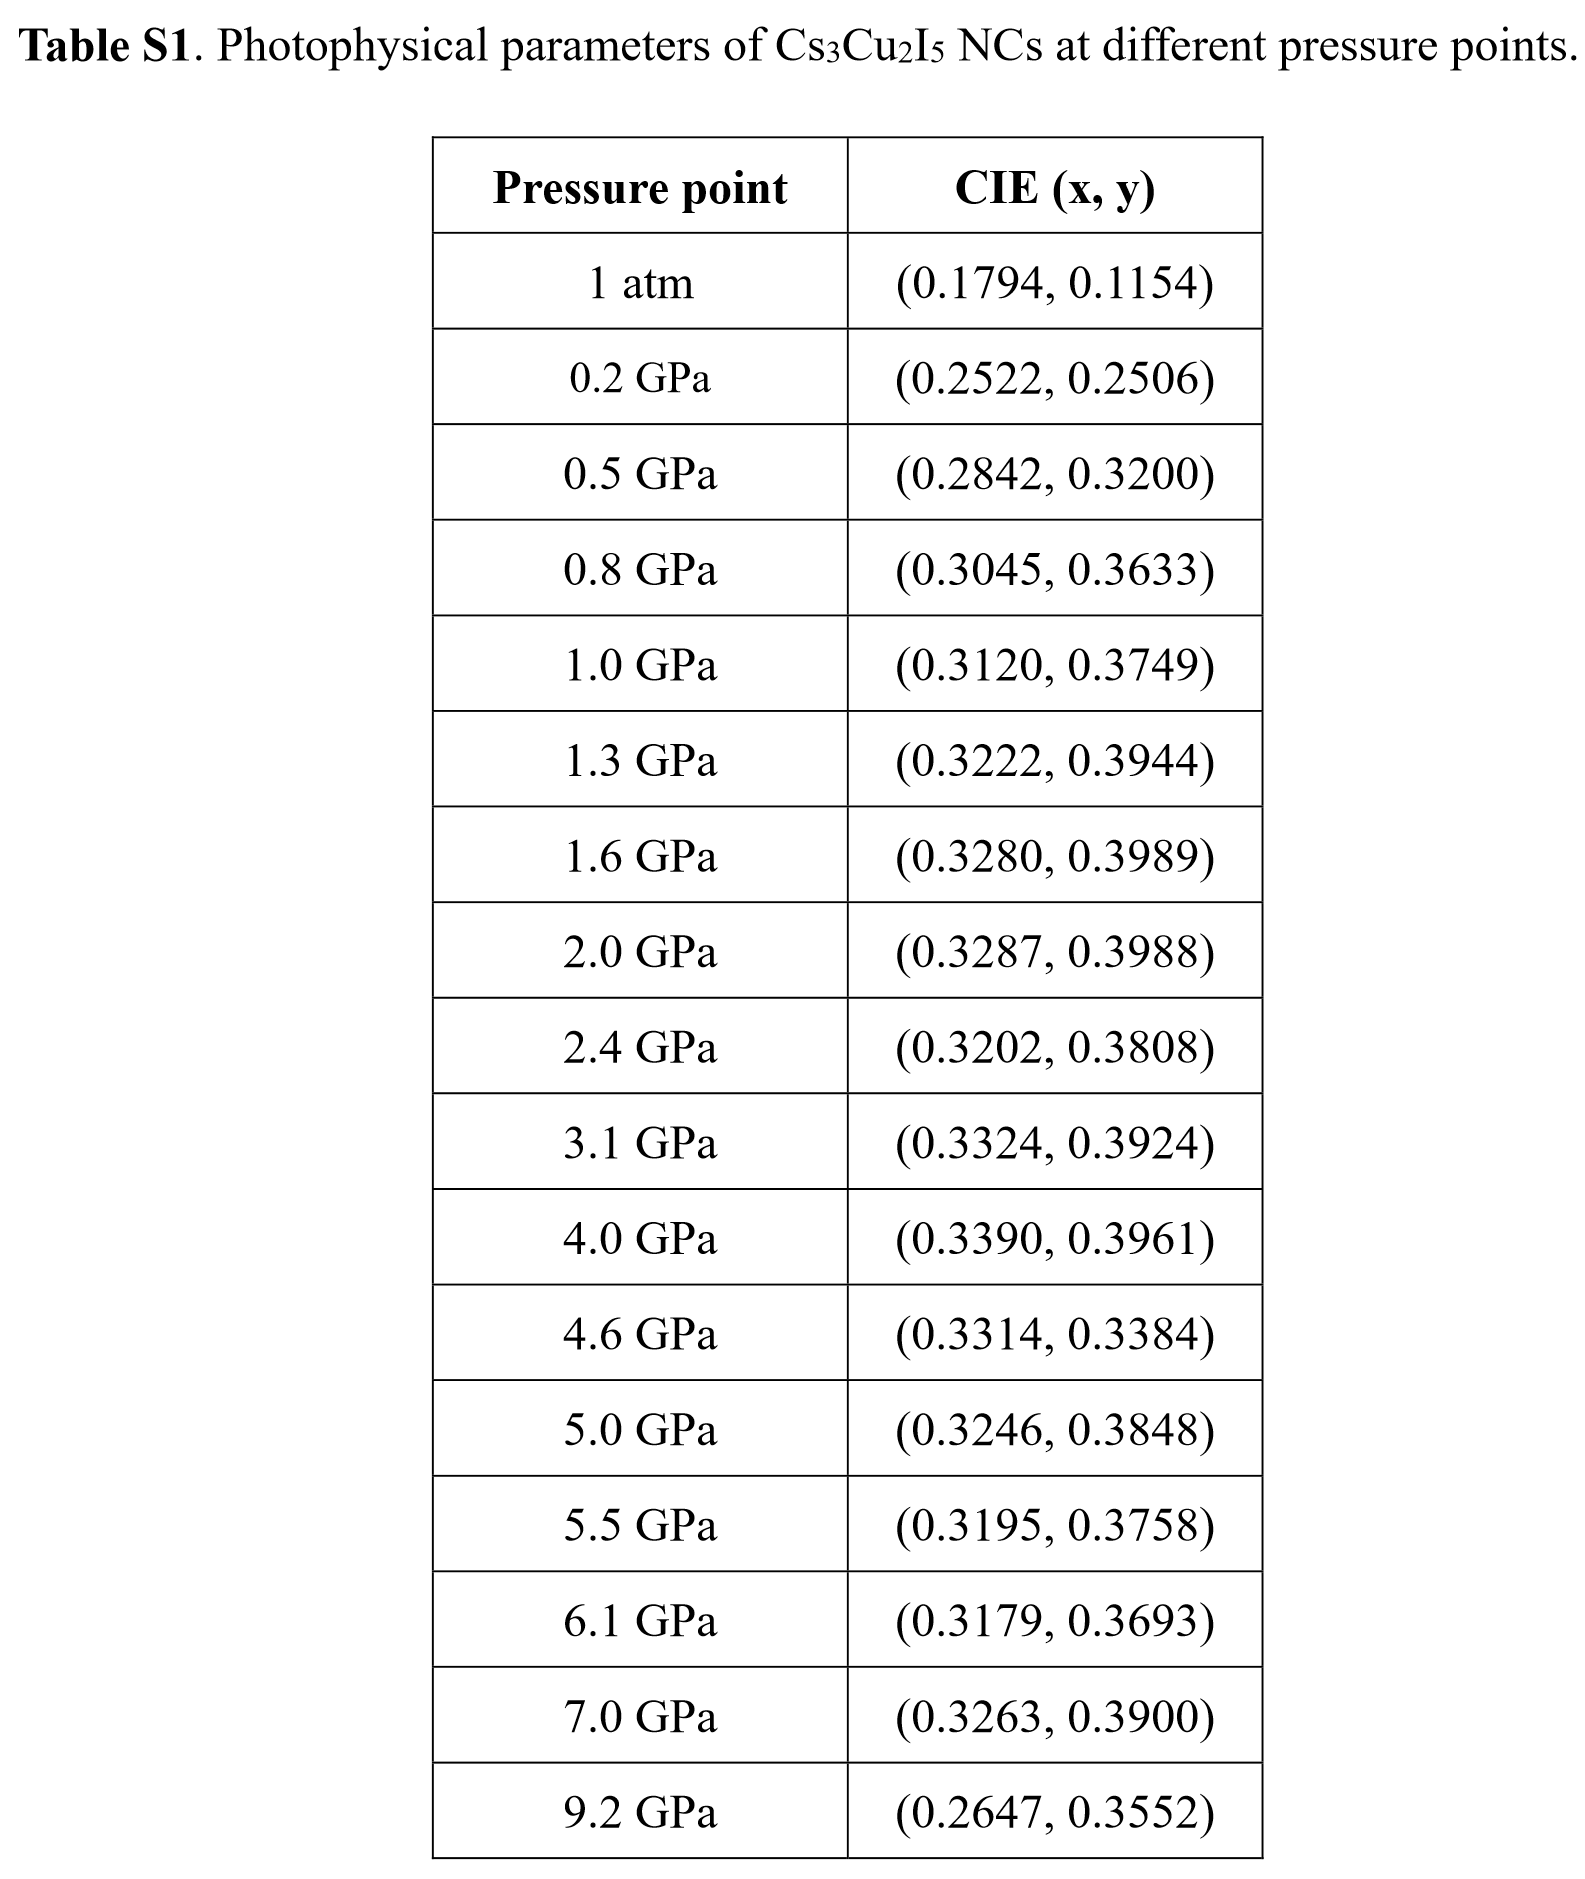 Table S1. Photophysical parameters of Cs3Cu2I5 NCs at different pressure points.
Pressure point CIE (x, y)
1 atm (0.1794, 0.1154)
0.2 GPa (0.2522, 0.2506)
0.5 GPa (0.2842, 0.3200)
0.8 GPa (0.3045, 0.3633)
1.0 GPa (0.3120, 0.3749)
1.3 GPa (0.3222, 0.3944)
1.6 GPa (0.3280, 0.3989)
2.0 GPa (0.3287, 0.3988)
2.4 GPa (0.3202, 0.3808)
3.1 GPa (0.3324, 0.3924)
4.0 GPa (0.3390, 0.3961)
4.6 GPa (0.3314, 0.3384)
5.0 GPa (0.3246, 0.3848)
5.5 GPa (0.3195, 0.3758)
6.1 GPa (0.3179, 0.3693)
7.0 GPa (0.3263, 0.3900)
9.2 GPa (0.2647, 0.3552)